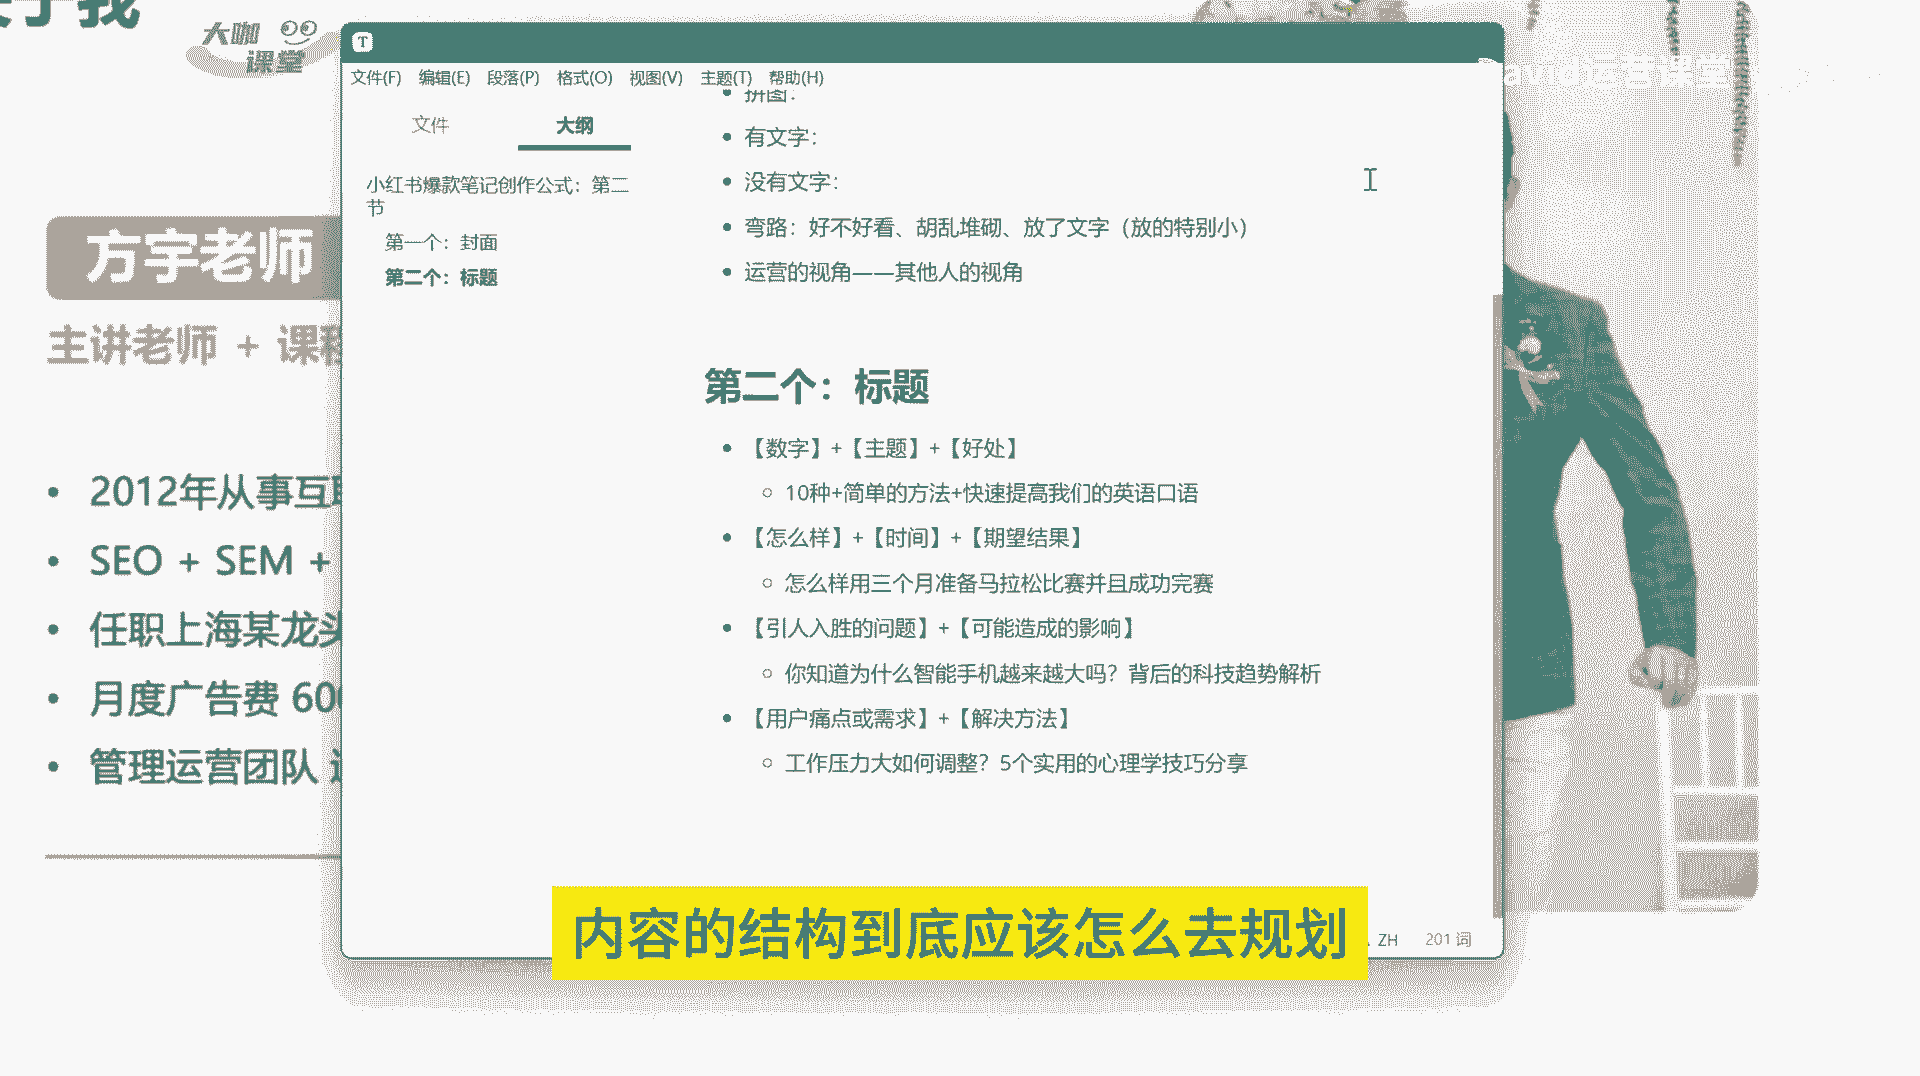 关于我
大咖
课堂
David运营课堂
方宇老师
主讲老师 + 课程
2012年从事互联
SEO + SEM +
任职上海某龙头
月度广告费 600
管理运营团队
T
文件(F) 编辑(E) 段落(P) 格式(O) 视图(V) 主题(T) 帮助(H)
文件 大纲
小红书爆款笔记创作公式：第二
节
第一个：封面
第二个：标题
拼图：
有文字：
没有文字：
弯路：好不好看、胡乱堆砌、放了文字（放的特别小）
运营的视角——其他人的视角
第二个：标题
【数字】+【主题】+【好处】
10种+简单的方法+快速提高我们的英语口语
【怎么样】+【时间】+【期望结果】
怎么样用三个月准备马拉松比赛并且成功完赛
【引人入胜的问题】+【可能造成的影响】
你知道为什么智能手机越来越大吗？背后的科技趋势解析
【用户痛点或需求】+【解决方法】
工作压力大如何调整？5个实用的心理学技巧分享
内容的结构到底应该怎么去规划
ZH 201 词